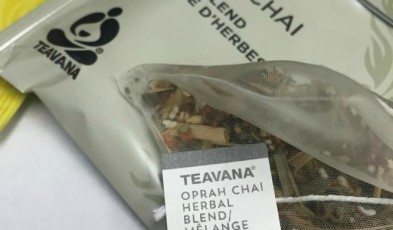 CHAI
BLEND
E D'HERBES
TEAVANA®
TEAVANA®
OPRAH CHAI
HERBAL
BLEND/
MÉLANGE